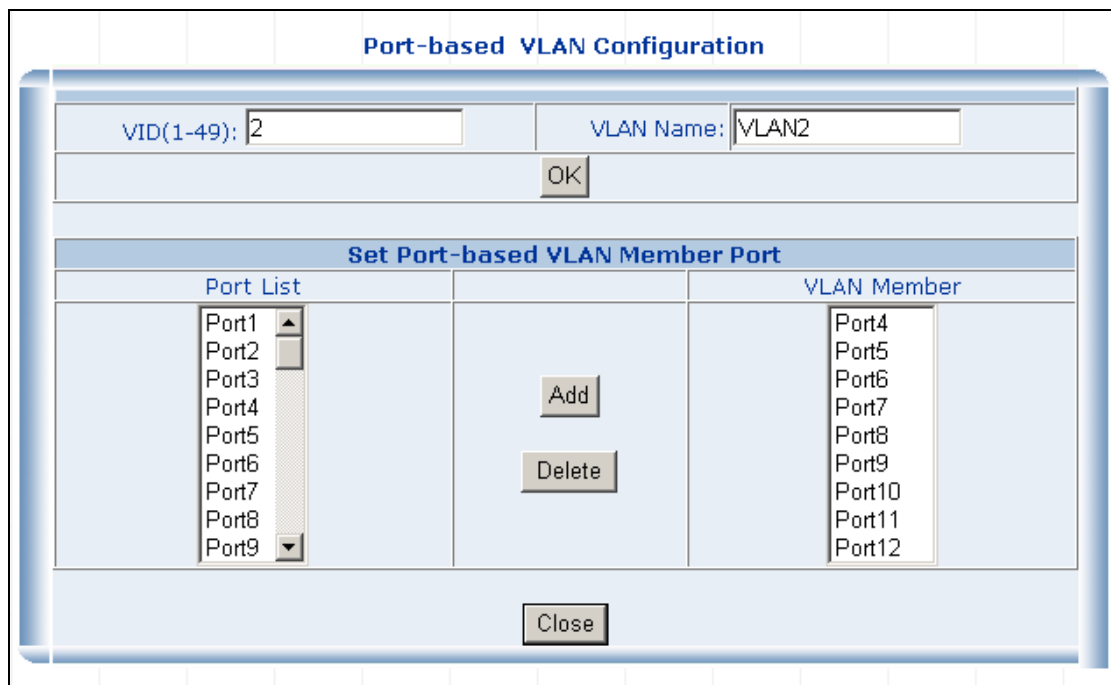 Port-based VLAN Configuration
VID(1-49): 2
VLAN Name: VLAN2
OK
Set Port-based VLAN Member Port
Port List
VLAN Member
Port1
Port2
Port3
Port4
Port5
Port6
Port7
Port8
Port9
Add
Delete
Port4
Port5
Port6
Port7
Port8
Port9
Port10
Port11
Port12
Close